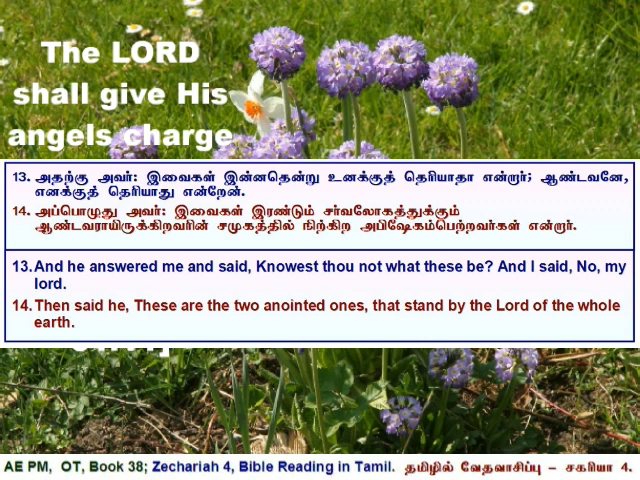 The LORD
shall give His
angels charge
13. அதற்கு அவர்: இவைகள் இன்னதென்று உனக்குத் தெரியாதா என்றார்; ஆண்டவனே,
எனக்குத் தெரியாது என்றேன்.
14. அப்பொழுது அவர்: இவைகள் இரண்டும் சர்வலோகத்துக்கும்
ஆண்டவராயிருக்கிறவரின் சமுகத்தில் நிற்கிற அபிஷேகம்பெற்றவர்கள் என்றார்.
13. And he answered me and said, Knowest thou not what these be? And I said, No, my
lord.
14. Then said he, These are the two anointed ones, that stand by the Lord of the whole
earth.
AE PM, OT, Book 38; Zechariah 4, Bible Reading in Tamil. தமிழில் வேதவாசிப்பு – சகரியா 4.